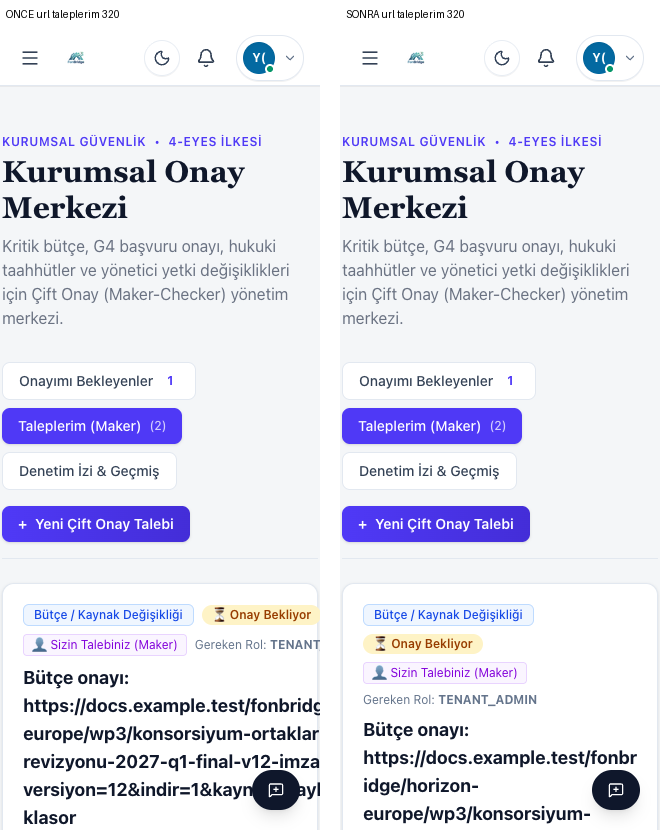 ÖNCE url taleplerim 320
Y(
KURUMSAL GÜVENLİK • 4-EYES İLKESİ
Kurumsal Onay
Merkezi
Kritik bütçe, G4 başvuru onayı, hukuki
taahhütler ve yönetici yetki değişiklikleri
için Çift Onay (Maker-Checker) yönetim
merkezi.
Onayımı Bekleyenler 1
Taleplerim (Maker) (2)
Denetim İzi & Geçmiş
+ Yeni Çift Onay Talebi
Bütçe / Kaynak Değişikliği ⏳ Onay Bekliyor
👤 Sizin Talebiniz (Maker) Gereken Rol: TENANT
Bütçe onayı:
https://docs.example.test/fonbridg
europe/wp3/konsorsiyum-ortaklar
revizyonu-2027-q1-final-v12-imza
versiyon=12&indir=1&kayn
klasor
SONRA url taleplerim 320
Y(
KURUMSAL GÜVENLİK • 4-EYES İLKESİ
Kurumsal Onay
Merkezi
Kritik bütçe, G4 başvuru onayı, hukuki
taahhütler ve yönetici yetki değişiklikleri
için Çift Onay (Maker-Checker) yönetim
merkezi.
Onayımı Bekleyenler 1
Taleplerim (Maker) (2)
Denetim İzi & Geçmiş
+ Yeni Çift Onay Talebi
Bütçe / Kaynak Değişikliği
⏳ Onay Bekliyor
👤 Sizin Talebiniz (Maker)
Gereken Rol: TENANT_ADMIN
Bütçe onayı:
https://docs.example.test/fonbr
idge/horizon-
europe/wp3/konsorsiyum-